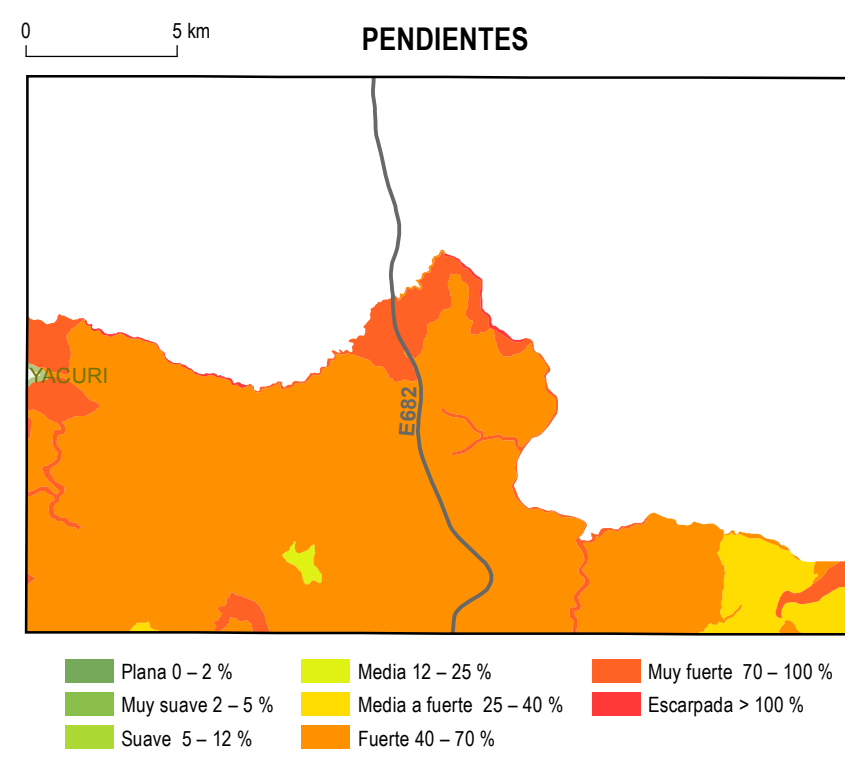 0 5 km
PENDIENTES
YACURI
E682
Plana 0 – 2 %
Muy suave 2 – 5 %
Suave 5 – 12 %
Media 12 – 25 %
Media a fuerte 25 – 40 %
Fuerte 40 – 70 %
Muy fuerte 70 – 100 %
Escarpada > 100 %